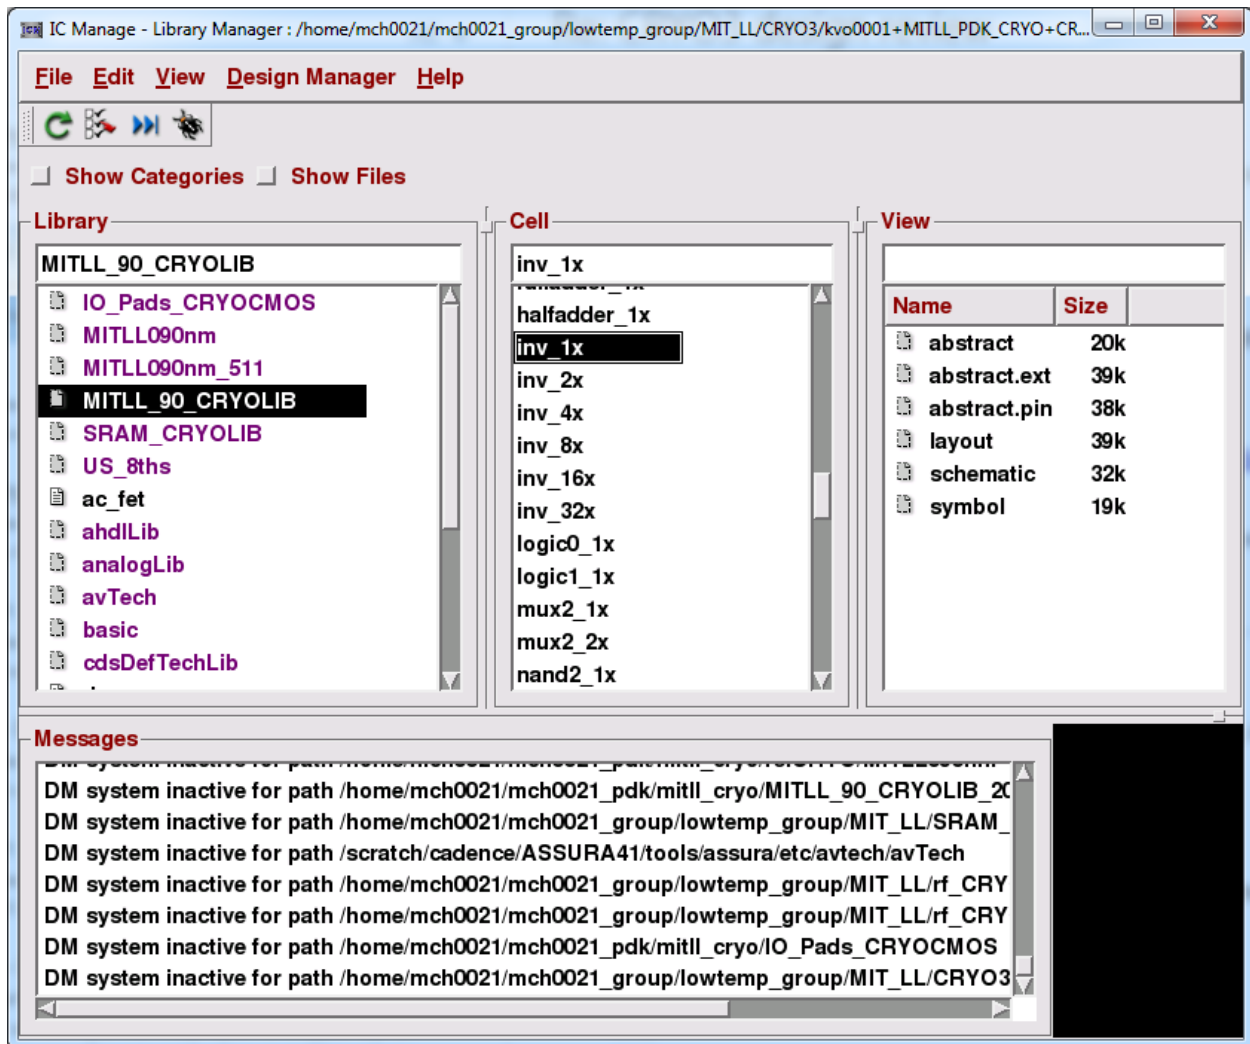 IC Manage - Library Manager : /home/mch0021/mch0021_group/lowtemp_group/MIT_LL/CRYO3/kvo0001+MITLL_PDK_CRYO+CR...
File Edit View Design Manager Help
Show Categories Show Files
Library
MITLL_90_CRYOLIB
IO_Pads_CRYOCMOS
MITLL090nm
MITLL090nm_511
MITLL_90_CRYOLIB
SRAM_CRYOLIB
US_8ths
ac_fet
ahdlLib
analogLib
avTech
basic
cdsDefTechLib
Cell
inv_1x
halfadder_1x
inv_1x
inv_2x
inv_4x
inv_8x
inv_16x
inv_32x
logic0_1x
logic1_1x
mux2_1x
mux2_2x
nand2_1x
View
Name Size
abstract 20k
abstract.ext 39k
abstract.pin 38k
layout 39k
schematic 32k
symbol 19k
Messages
DM system inactive for path /home/mch0021/mch0021_pdk/mitll_cryo/MITLL_90_CRYOLIB_20
DM system inactive for path /home/mch0021/mch0021_group/lowtemp_group/MIT_LL/SRAM_
DM system inactive for path /scratch/cadence/ASSURA41/tools/assura/etc/avtech/avTech
DM system inactive for path /home/mch0021/mch0021_group/lowtemp_group/MIT_LL/rf_CRY
DM system inactive for path /home/mch0021/mch0021_group/lowtemp_group/MIT_LL/rf_CRY
DM system inactive for path /home/mch0021/mch0021_pdk/mitll_cryo/IO_Pads_CRYOCMOS
DM system inactive for path /home/mch0021/mch0021_group/lowtemp_group/MIT_LL/CRYO3